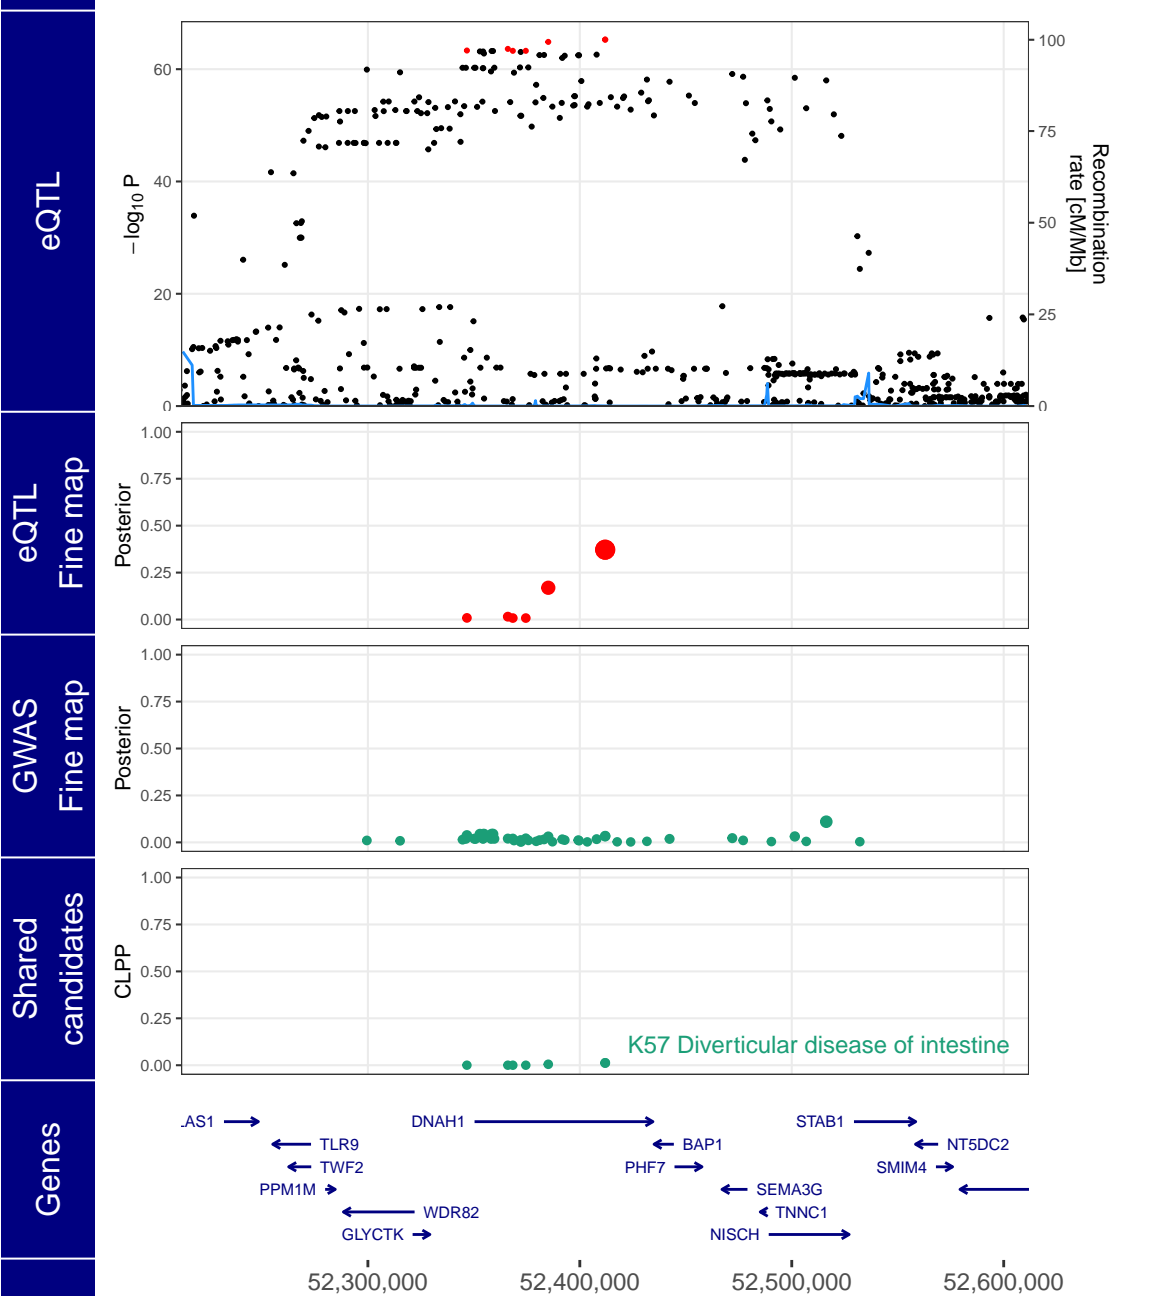 eQTL
60
40
20
0
−log10 P
100
75
50
25
0
Recombination
rate [cM/Mb]
eQTL
Fine map
1.00
0.75
0.50
0.25
0.00
Posterior
GWAS
Fine map
1.00
0.75
0.50
0.25
0.00
Posterior
Shared
candidates
1.00
0.75
0.50
0.25
0.00
CLPP
K57 Diverticular disease of intestine
Genes
AS1
DNAH1
STAB1
TLR9
BAP1
NT5DC2
TWF2
PHF7
SMIM4
PPM1M
SEMA3G
WDR82
TNNC1
GLYCTK
NISCH
52,300,000
52,400,000
52,500,000
52,600,000